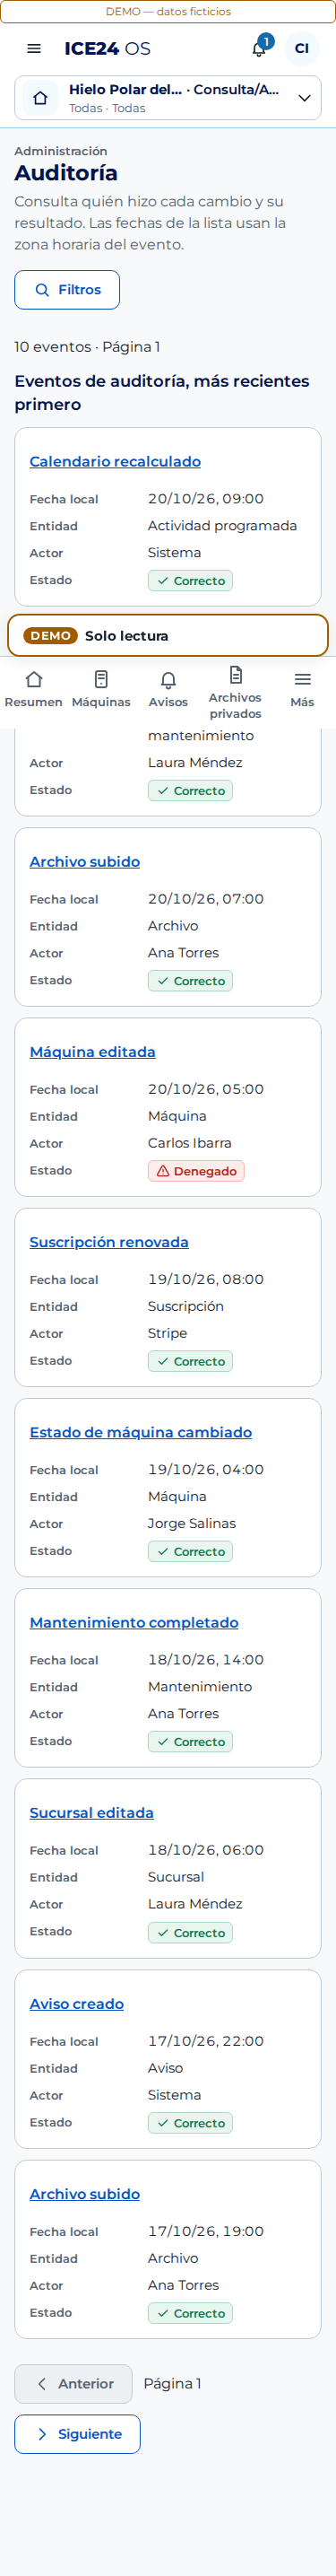 DEMO — datos ficticios
ICE24 OS
1
CI
Hielo Polar del... · Consulta/A...
Todas · Todas
Administración
Auditoría
Consulta quién hizo cada cambio y su
resultado. Las fechas de la lista usan la
zona horaria del evento.
Filtros
10 eventos · Página 1
Eventos de auditoría, más recientes
primero
Calendario recalculado
Fecha local 20/10/26, 09:00
Entidad Actividad programada
Actor Sistema
Estado Correcto
DEMO Solo lectura
Resumen
Máquinas
Avisos
Archivos
privados
Más
mantenimiento
Actor Laura Méndez
Estado Correcto
Archivo subido
Fecha local 20/10/26, 07:00
Entidad Archivo
Actor Ana Torres
Estado Correcto
Máquina editada
Fecha local 20/10/26, 05:00
Entidad Máquina
Actor Carlos Ibarra
Estado Denegado
Suscripción renovada
Fecha local 19/10/26, 08:00
Entidad Suscripción
Actor Stripe
Estado Correcto
Estado de máquina cambiado
Fecha local 19/10/26, 04:00
Entidad Máquina
Actor Jorge Salinas
Estado Correcto
Mantenimiento completado
Fecha local 18/10/26, 14:00
Entidad Mantenimiento
Actor Ana Torres
Estado Correcto
Sucursal editada
Fecha local 18/10/26, 06:00
Entidad Sucursal
Actor Laura Méndez
Estado Correcto
Aviso creado
Fecha local 17/10/26, 22:00
Entidad Aviso
Actor Sistema
Estado Correcto
Archivo subido
Fecha local 17/10/26, 19:00
Entidad Archivo
Actor Ana Torres
Estado Correcto
Anterior
Página 1
Siguiente